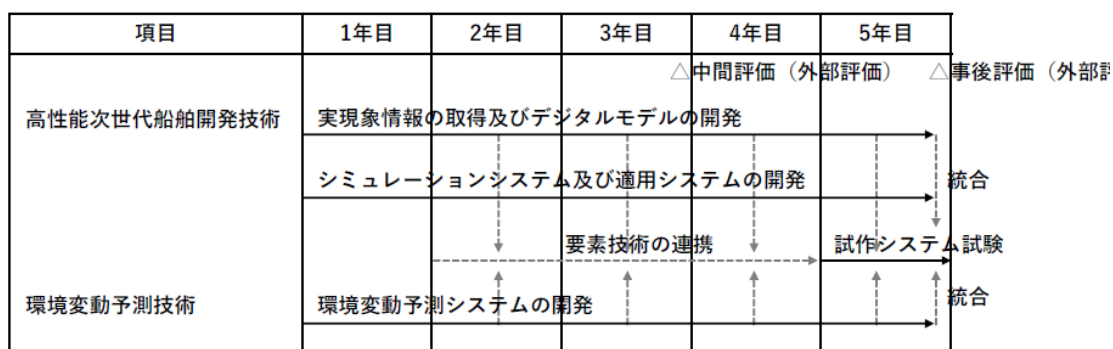 項目 1年目 2年目 3年目 4年目 5年目
△中間評価（外部評価） △事後評価（外部評
高性能次世代船舶開発技術 実現象情報の取得及びデジタルモデルの開発
シミュレーションシステム及び適用システムの開発 統合
要素技術の連携 試作システム試験
環境変動予測技術 環境変動予測システムの開発 統合